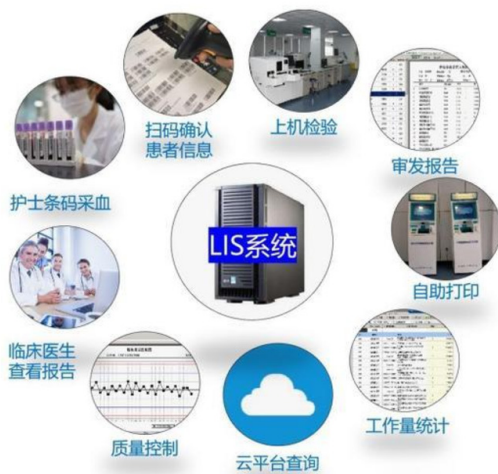 扫码确认
患者信息
上机检验
审发报告
护士条码采血
LIS系统
自助打印
临床医生
查看报告
质量控制
云平台查询
工作量统计